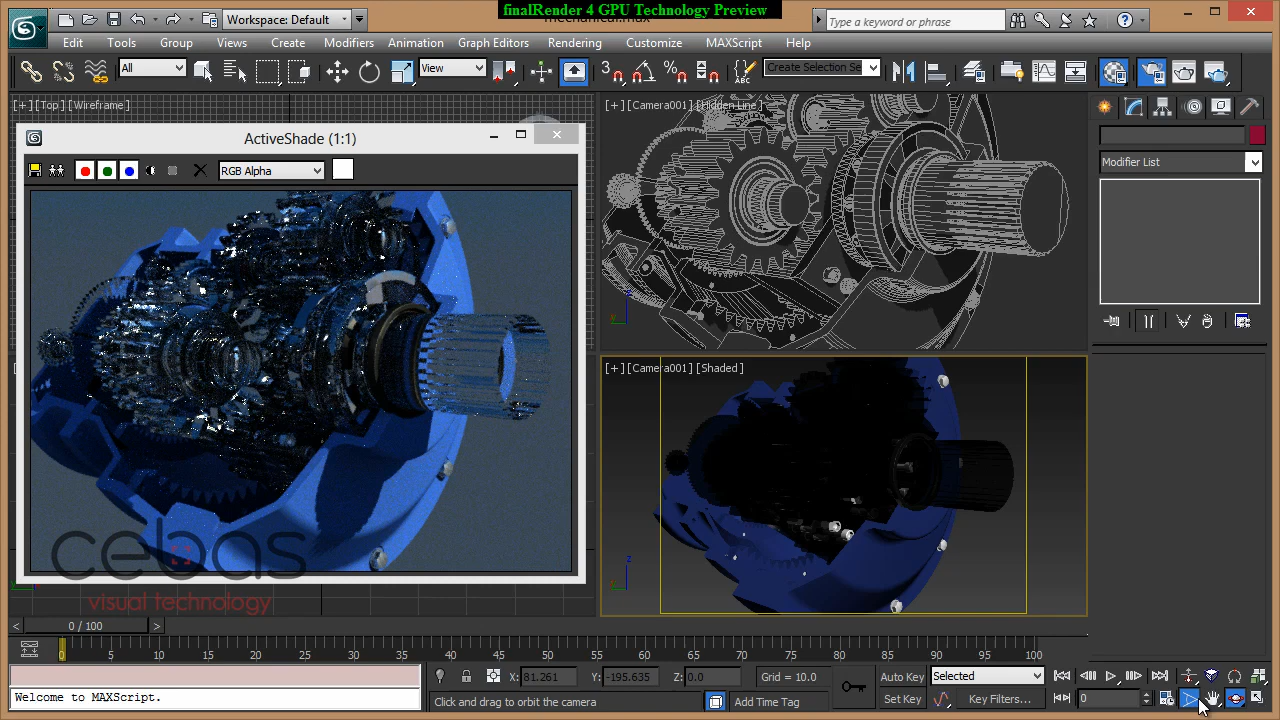 finalRender 4 GPU Technology Preview
mechanical.max
Workspace: Default
Type a keyword or phrase
Edit Tools Group Views Create Modifiers Animation Graph Editors Rendering Customize MAXScript Help
All
View
3
Create Selection Se
[+] [Top] [Wireframe]
[+] [Camera001] [Hidden Line]
ActiveShade (1:1)
RGB Alpha
Modifier List
[+] [Camera001] [Shaded]
cebas
visual technology
0 / 100
0 5 10 15 20 25 30 35 40 45 50 55 60 65 70 75 80 85 90 95 100
Welcome to MAXScript.
X: 81.261 Y: -195.635 Z: 0.0 Grid = 10.0
Auto Key Selected
Click and drag to orbit the camera
Add Time Tag
Set Key Key Filters... 0